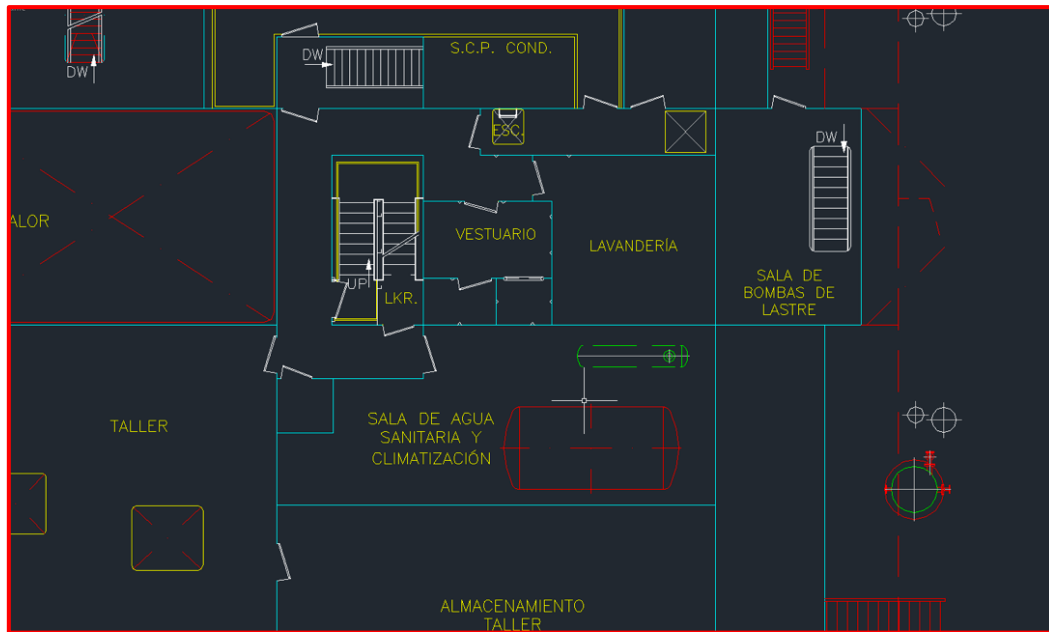 DW
DW
S.C.P. COND.
ESC.
DW
ALOR
VESTUARIO
LAVANDERÍA
UP
LKR.
SALA DE
BOMBAS DE
LASTRE
TALLER
SALA DE AGUA
SANITARIA Y
CLIMATIZACIÓN
ALMACENAMIENTO
TALLER